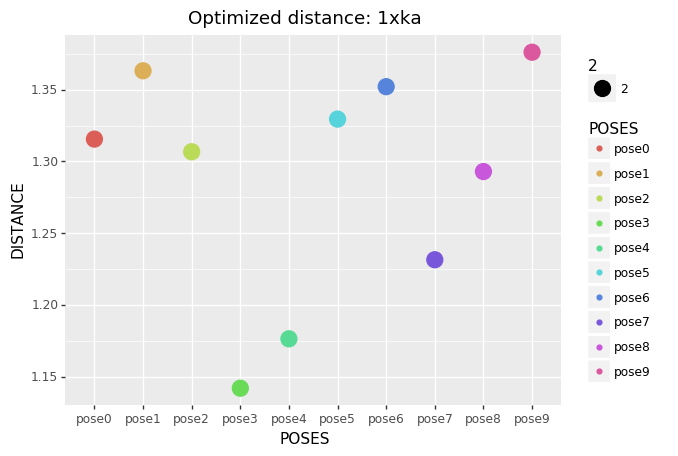 Optimized distance: 1xka
DISTANCE
1.35
1.30
1.25
1.20
1.15
pose0 pose1 pose2 pose3 pose4 pose5 pose6 pose7 pose8 pose9
POSES
2
2
POSES
pose0
pose1
pose2
pose3
pose4
pose5
pose6
pose7
pose8
pose9